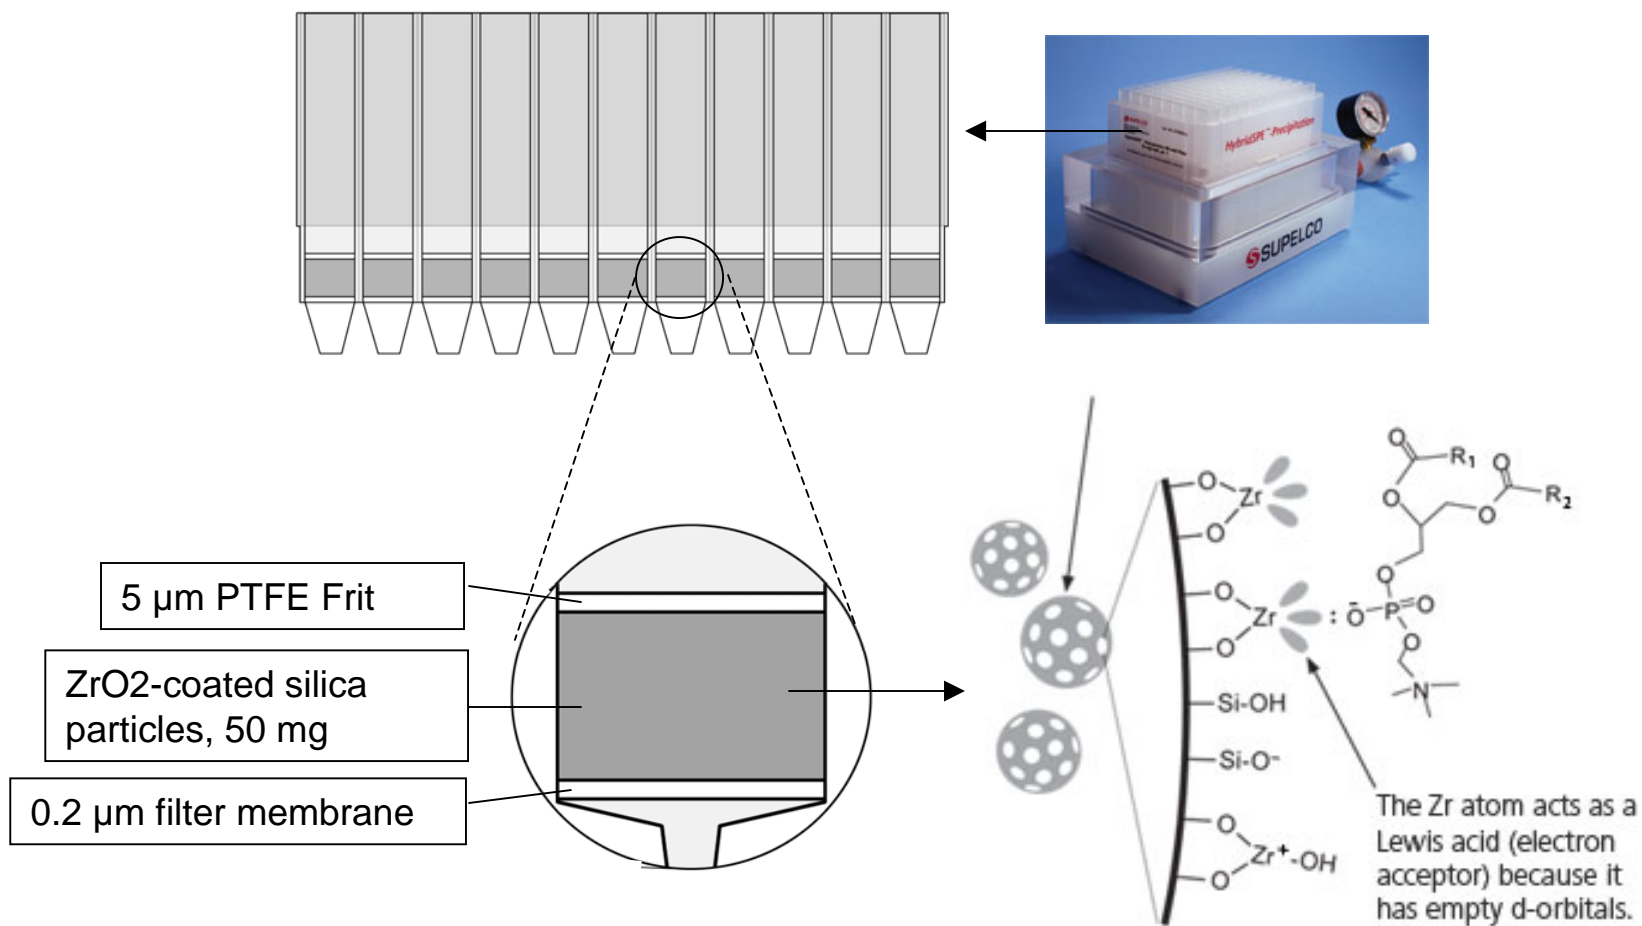 SUPELCO
HybridSPE™-Precipitation
SUPELCO
5 µm PTFE Frit
ZrO2-coated silica
particles, 50 mg
0.2 µm filter membrane
O
Zr
O
O
Zr
O
Si-OH
Si-O⁻
O
Zr⁺-OH
O
O
R₁
O
O
O
R₂
O
: Ō
P
O
O
N
The Zr atom acts as a
Lewis acid (electron
acceptor) because it
has empty d-orbitals.